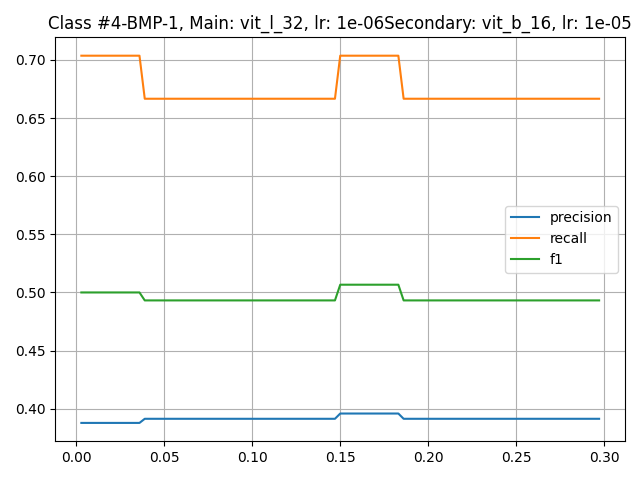 Class #4-BMP-1, Main: vit_l_32, lr: 1e-06Secondary: vit_b_16, lr: 1e-05
0.70
0.65
0.60
0.55
0.50
0.45
0.40
precision
recall
f1
0.00 0.05 0.10 0.15 0.20 0.25 0.30